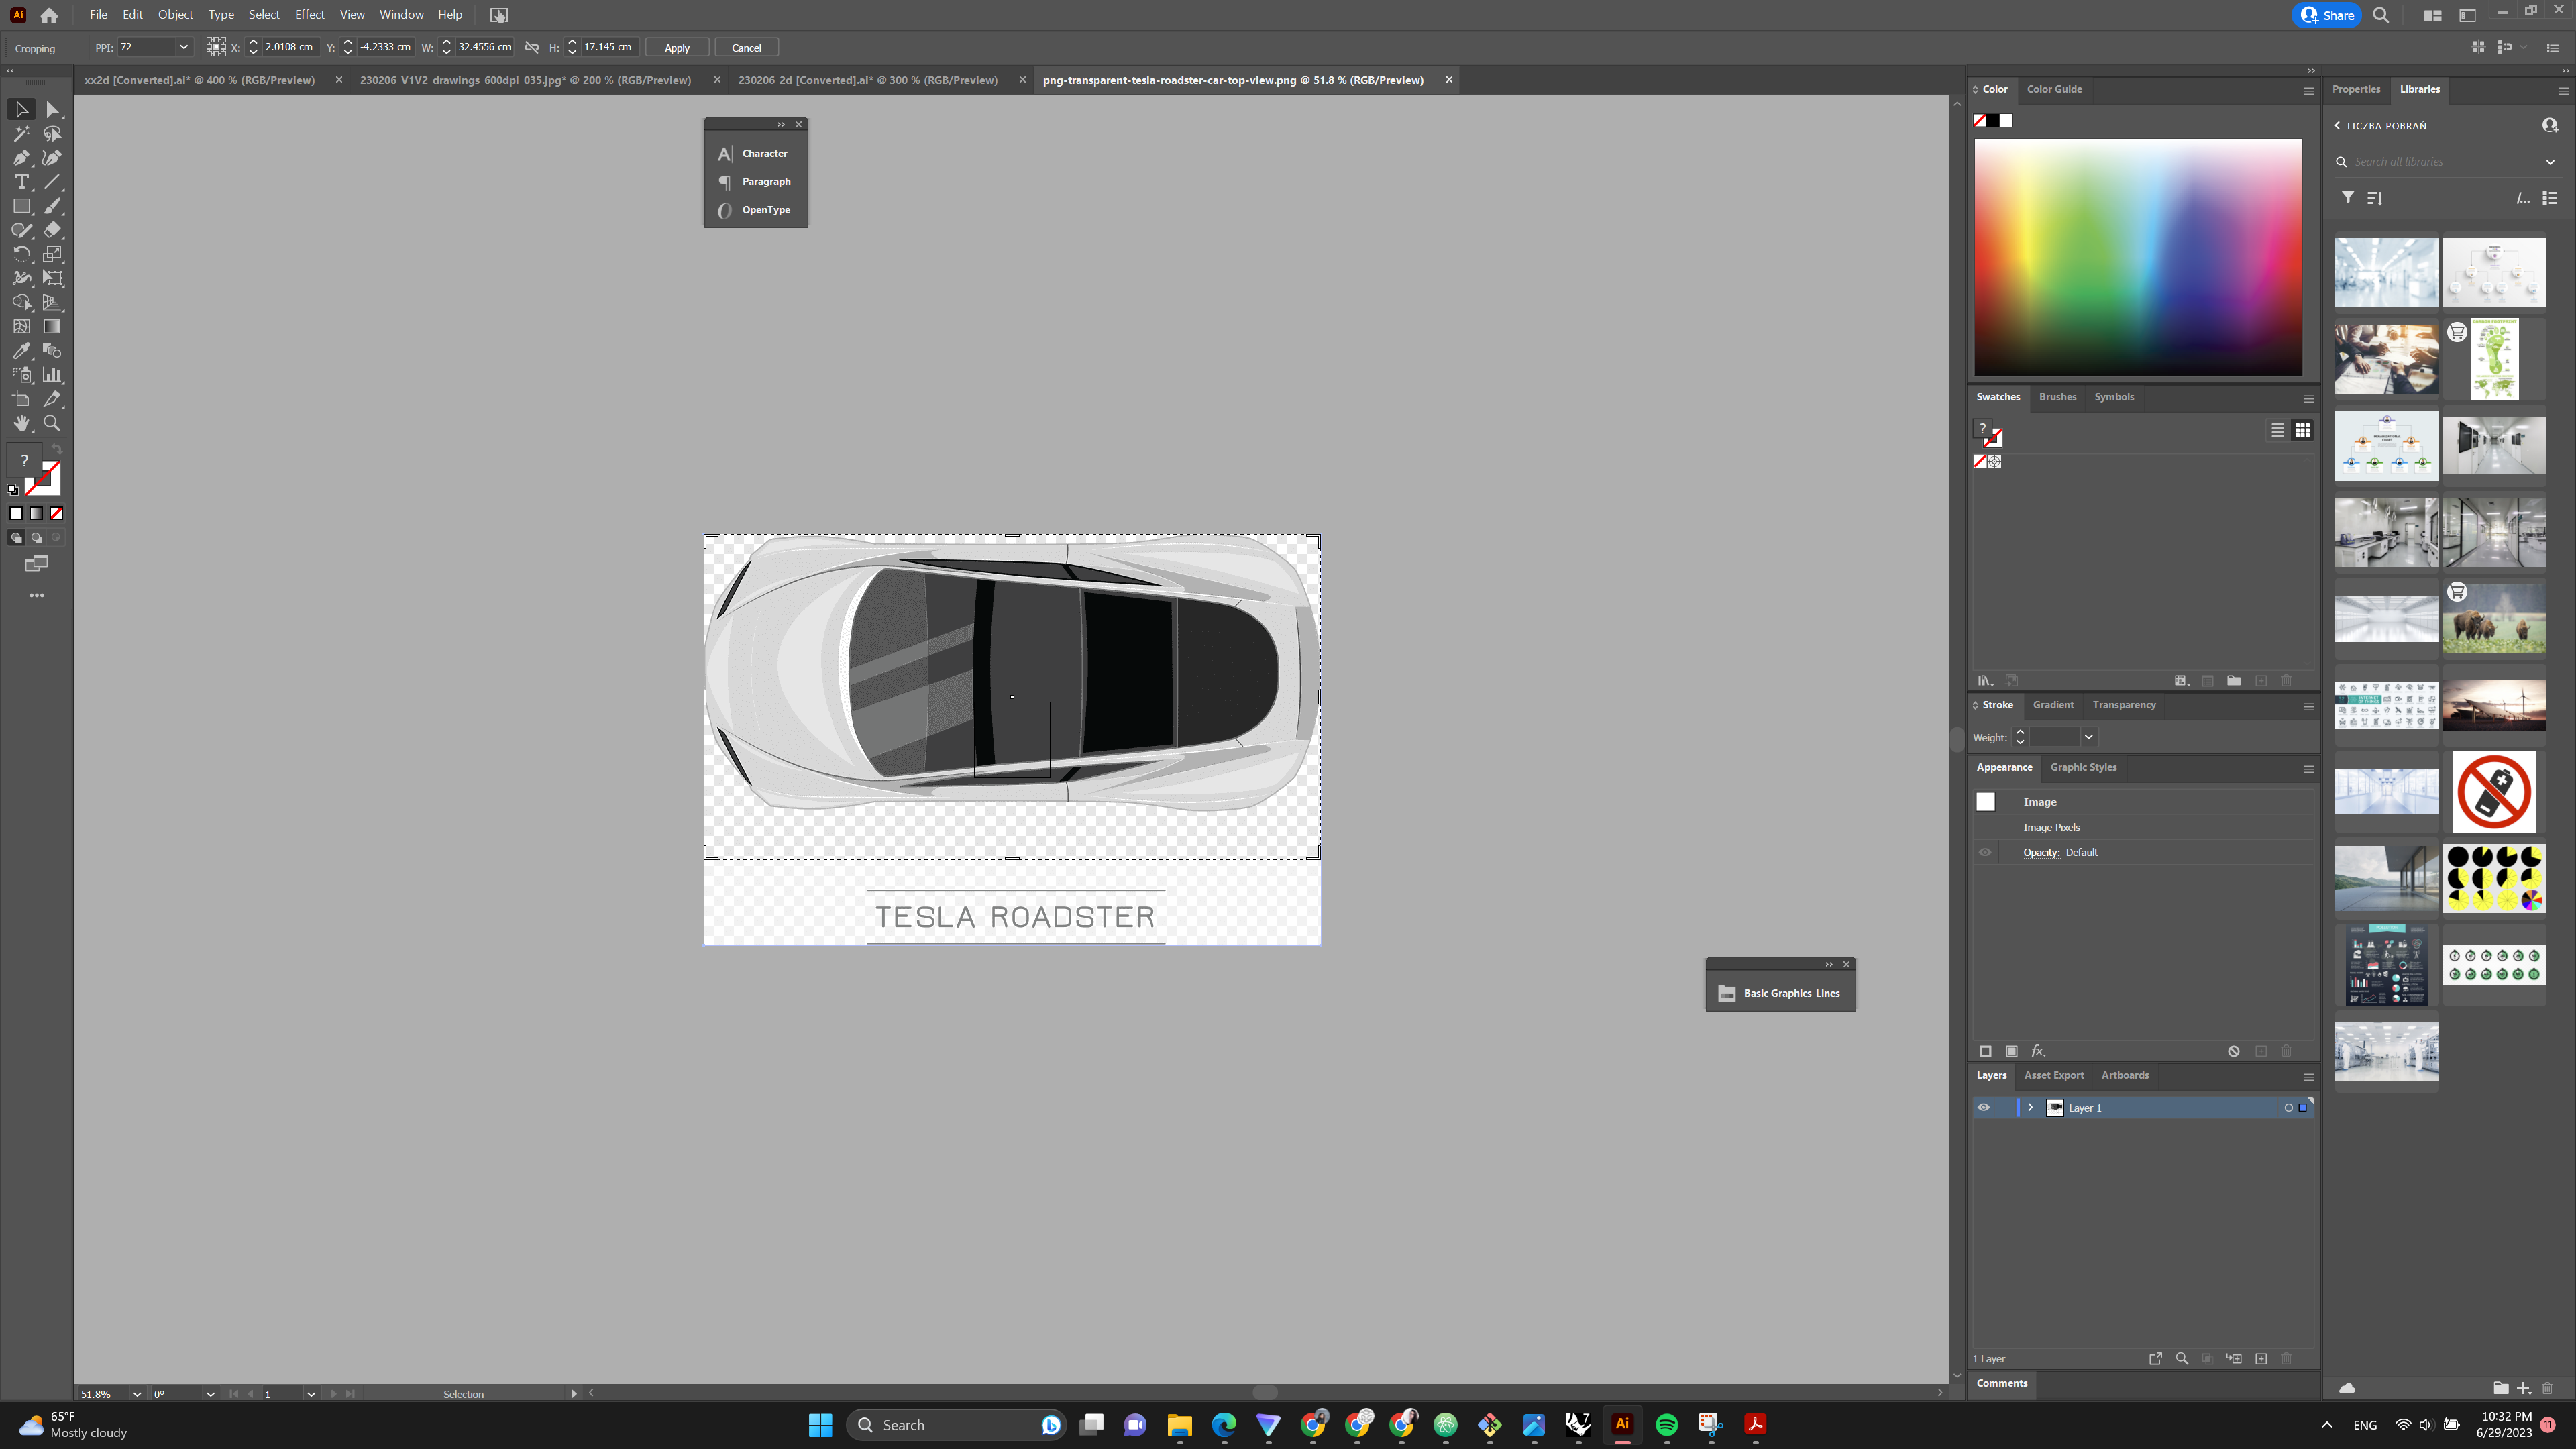 Ai File Edit Object Type Select Effect View Window Help Share
Cropping PPI: 72 X: 2.0108 cm Y: -4.2333 cm W: 32.4556 cm H: 17.145 cm Apply Cancel
xx2d [Converted].ai* @ 400 % (RGB/Preview) 230206_V1V2_drawings_600dpi_035.jpg* @ 200 % (RGB/Preview) 230206_2d [Converted].ai* @ 300 % (RGB/Preview) png-transparent-tesla-roadster-car-top-view.png @ 51.8 % (RGB/Preview)
Character
Paragraph
OpenType
TESLA ROADSTER
Basic Graphics_Lines
Color Color Guide
Swatches Brushes Symbols
?
Stroke Gradient Transparency
Weight:
Appearance Graphic Styles
Image
Image Pixels
Opacity: Default
fx.
Layers Asset Export Artboards
Layer 1
1 Layer
Comments
Properties Libraries
LICZBA POBRAŃ
Search all libraries
/...
?
51.8% 0° 1 Selection
65°F
Mostly cloudy
Search
7
Ai
ENG
10:32 PM
6/29/2023
11